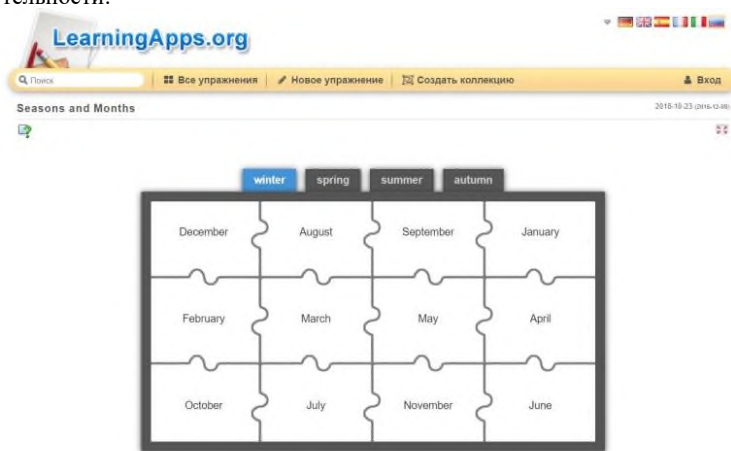 тельности.
LearningApps.org
Поиск
Все упражнения
Новое упражнение
Создать коллекцию
Вход
Seasons and Months
winter spring summer autumn
December August September January
February March May April
October July November June